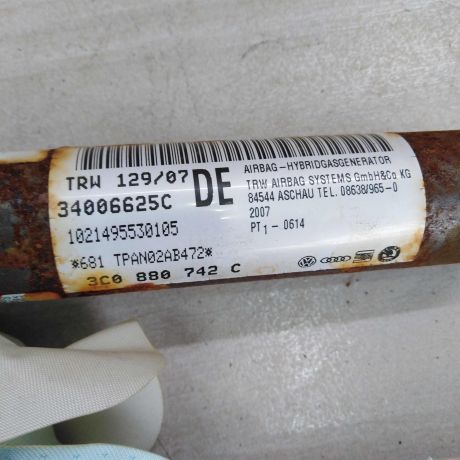 TRW 129/07
34006625C
DE
1021495530105
*681 TPAN02AB472*
3C0 880 742 C
AIRBAG-HYBRIDGASGENERATOR
TRW AIRBAG SYSTEMS GmbH&Co KG
84544 ASCHAU TEL. 08638/965-0
2007
PT1 - 0614